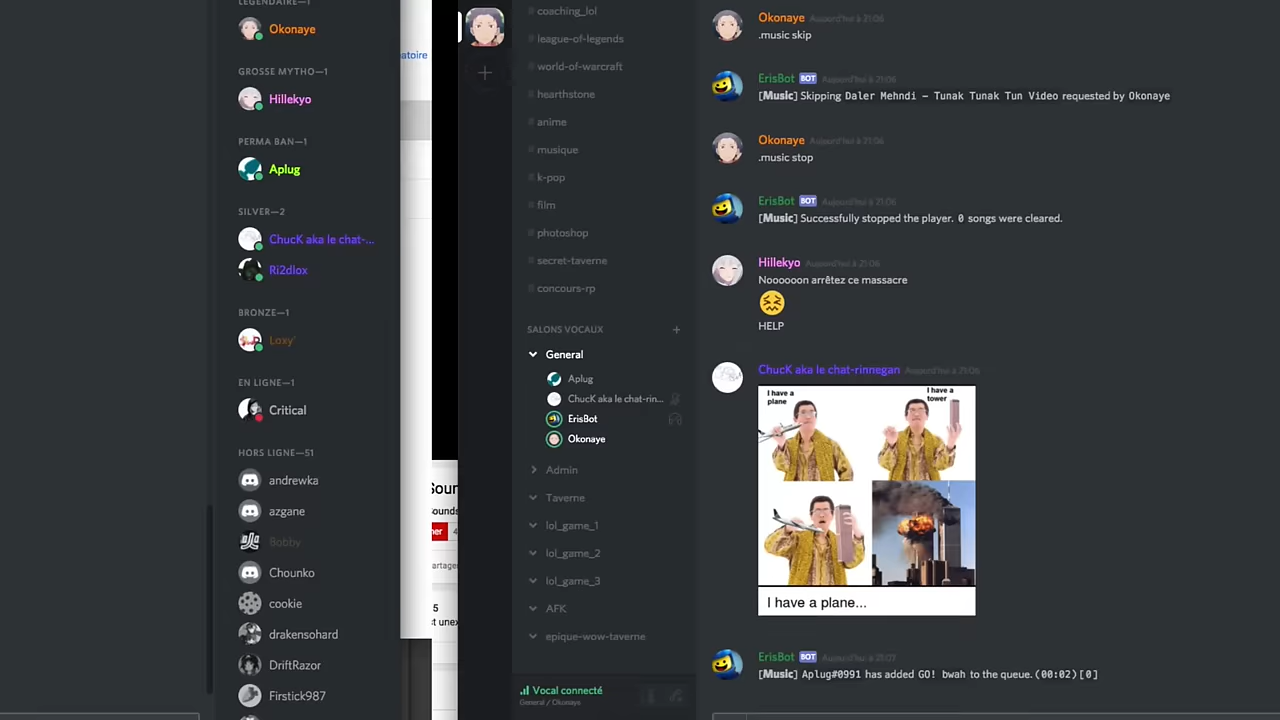 LÉGENDAIRE—1
Okonaye
GROSSE MYTHO—1
Hillekyo
PERMA BAN—1
Aplug
SILVER—2
ChucK aka le chat-...
Ri2dlox
BRONZE—1
Loxy'
EN LIGNE—1
Critical
HORS LIGNE—51
andrewka
azgane
Bobby
Chounko
cookie
drakensohard
DriftRazor
Firstick987
atoire
Soun
Sounds
ner 4
artage
5
t unex
coaching_lol
league-of-legends
world-of-warcraft
hearthstone
anime
musique
k-pop
film
photoshop
secret-taverne
concours-rp
SALONS VOCAUX +
General
Aplug
ChucK aka le chat-rin...
ErisBot
Okonaye
Admin
Taverne
lol_game_1
lol_game_2
lol_game_3
AFK
epique-wow-taverne
Vocal connecté
General / Okonaye
Okonaye Aujourd'hui à 21:06
.music skip
ErisBot BOT Aujourd'hui à 21:06
[Music] Skipping Daler Mehndi – Tunak Tunak Tun Video requested by Okonaye
Okonaye Aujourd'hui à 21:06
.music stop
ErisBot BOT Aujourd'hui à 21:06
[Music] Successfully stopped the player. 0 songs were cleared.
Hillekyo Aujourd'hui à 21:06
Noooooon arrêtez ce massacre
HELP
ChucK aka le chat-rinnegan Aujourd'hui à 21:06
I have a
plane
I have a
tower
I have a plane...
ErisBot BOT Aujourd'hui à 21:07
[Music] Aplug#0991 has added GO! bwah to the queue. (00:02) [0]